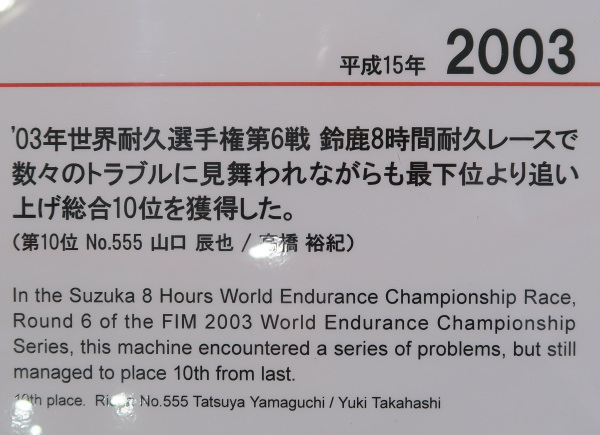 平成15年 2003
'03年世界耐久選手権第6戦 鈴鹿8時間耐久レースで
数々のトラブルに見舞われながらも最下位より追い
上げ総合10位を獲得した。
(第10位 No.555 山口 辰也 / 高橋 裕紀)
In the Suzuka 8 Hours World Endurance Championship Race,
Round 6 of the FIM 2003 World Endurance Championship
Series, this machine encountered a series of problems, but still
managed to place 10th from last.
10th place. Rider: No.555 Tatsuya Yamaguchi / Yuki Takahashi